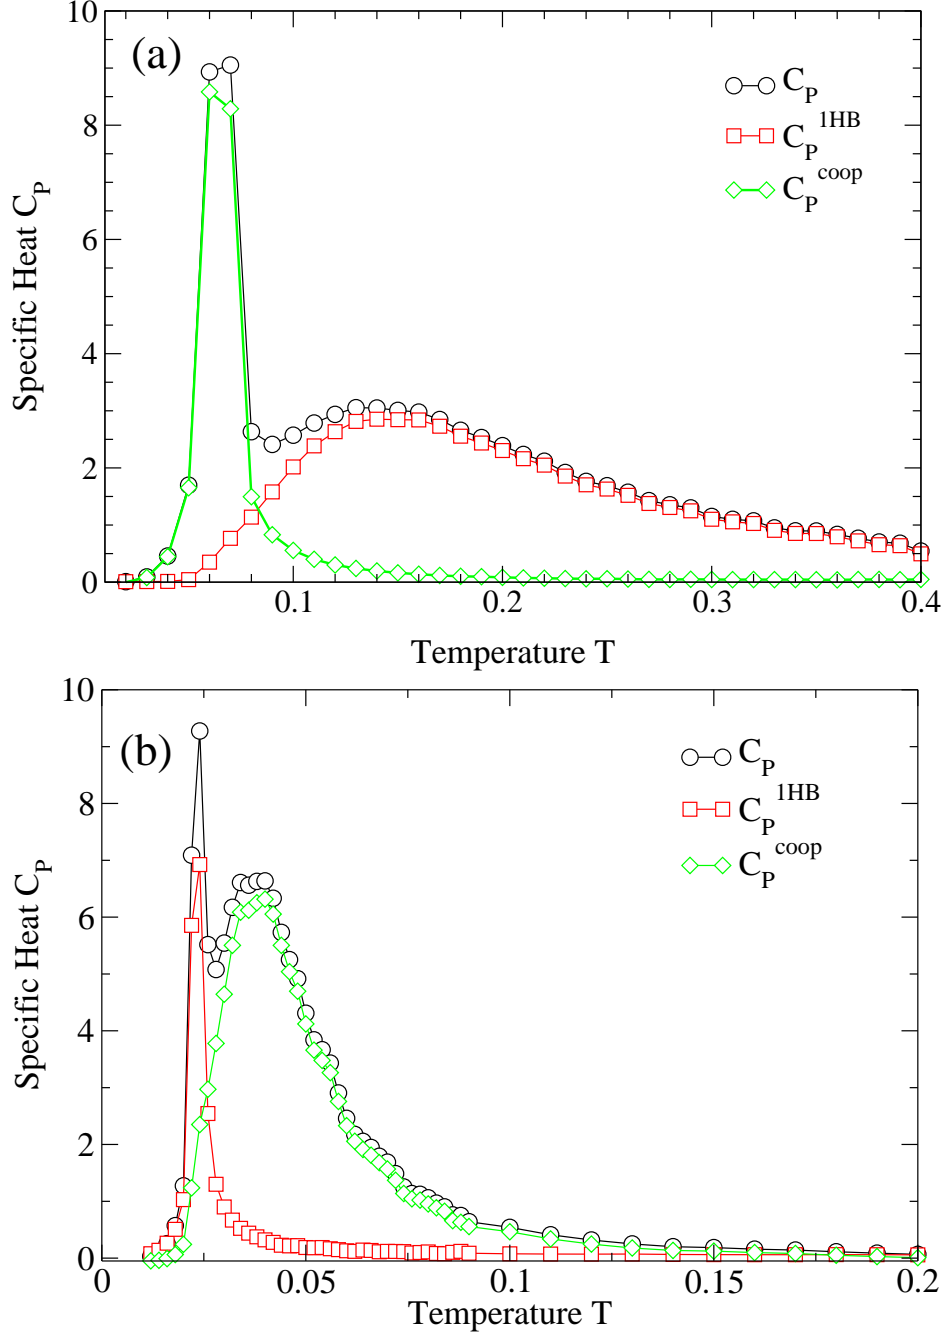 (a)
10
8
6
4
2
0
Specific Heat C_P
C_P
C_P^1HB
C_P^coop
0.1
0.2
0.3
0.4
Temperature T
(b)
10
8
6
4
2
0
Specific Heat C_P
C_P
C_P^1HB
C_P^coop
0
0.05
0.1
0.15
0.2
Temperature T